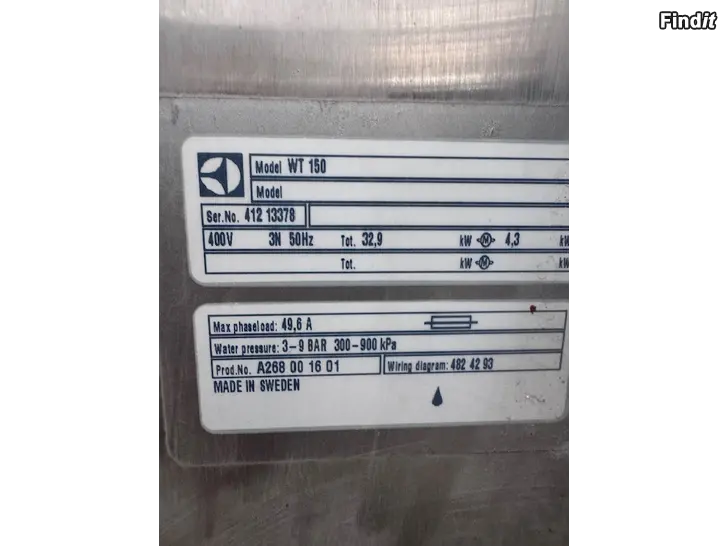 Findit
Model WT 150
Model
Ser.No. 412 13378
400V 3N 50Hz Tot. 32,9 kW M 4,3 kW
Tot. kW M kW
Max phaseload: 49,6 A
Water pressure: 3-9 BAR 300-900 kPa
Prod.No. A268 00 16 01 Wiring diagram: 482 42 93
MADE IN SWEDEN